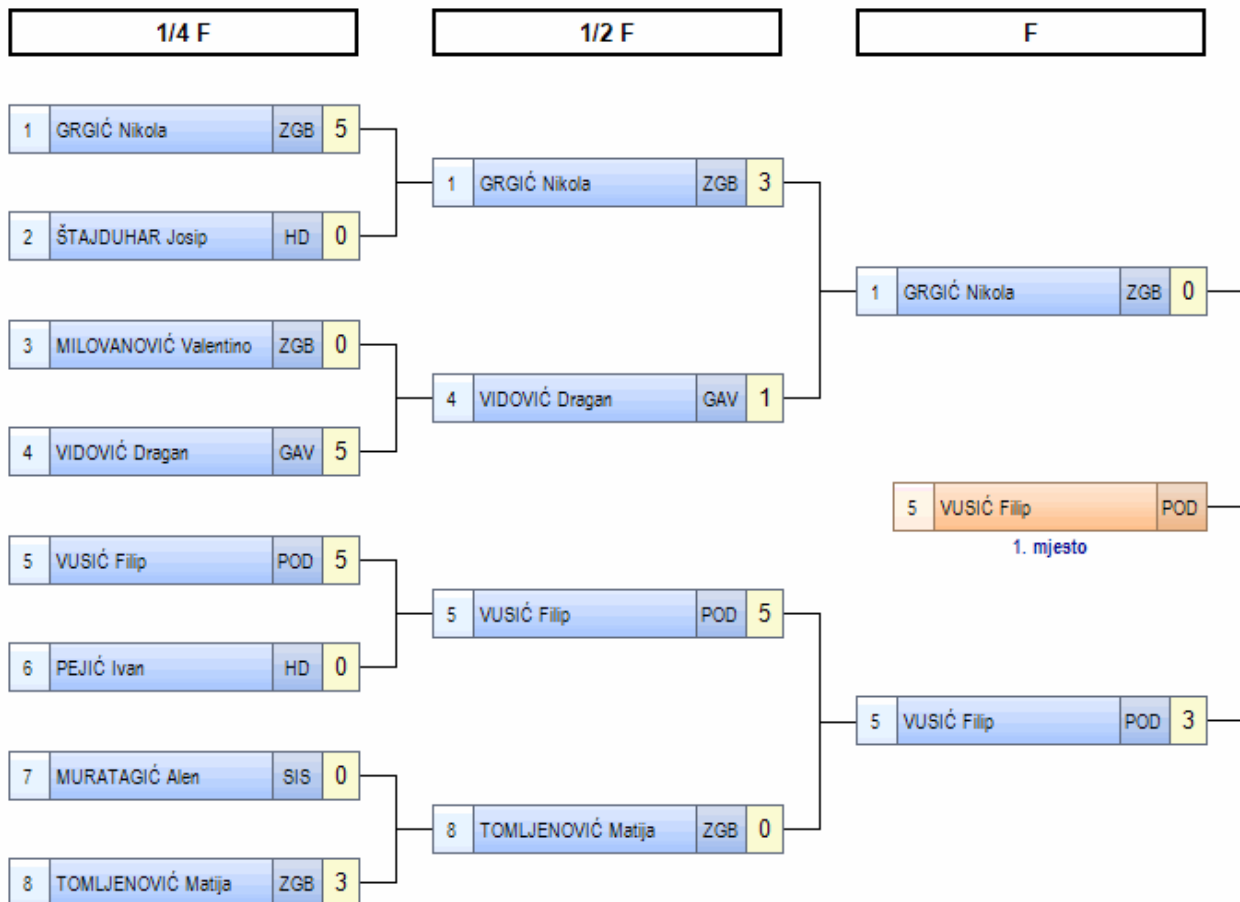 1/4 F 1/2 F F
1 GRGIĆ Nikola ZGB 5
1 GRGIĆ Nikola ZGB 3
2 ŠTAJDUHAR Josip HD 0
1 GRGIĆ Nikola ZGB 0
3 MILOVANOVIĆ Valentino ZGB 0
4 VIDOVIĆ Dragan GAV 1
4 VIDOVIĆ Dragan GAV 5
5 VUSIĆ Filip POD
1. mjesto
5 VUSIĆ Filip POD 5
5 VUSIĆ Filip POD 5
6 PEJIĆ Ivan HD 0
5 VUSIĆ Filip POD 3
7 MURATAGIĆ Alen SIS 0
8 TOMLJENOVIĆ Matija ZGB 0
8 TOMLJENOVIĆ Matija ZGB 3